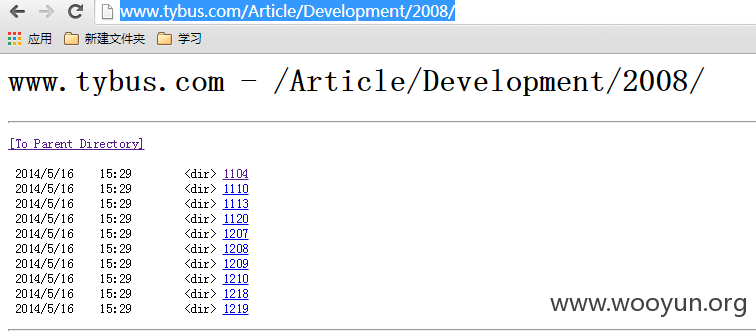 www.tybus.com/Article/Development/2008/
应用 新建文件夹 学习
www.tybus.com - /Article/Development/2008/
[To Parent Directory]
2014/5/16 15:29 <dir> 1104
2014/5/16 15:29 <dir> 1110
2014/5/16 15:29 <dir> 1113
2014/5/16 15:29 <dir> 1120
2014/5/16 15:29 <dir> 1207
2014/5/16 15:29 <dir> 1208
2014/5/16 15:29 <dir> 1209
2014/5/16 15:29 <dir> 1210
2014/5/16 15:29 <dir> 1218
2014/5/16 15:29 <dir> 1219
www.wooyun.org